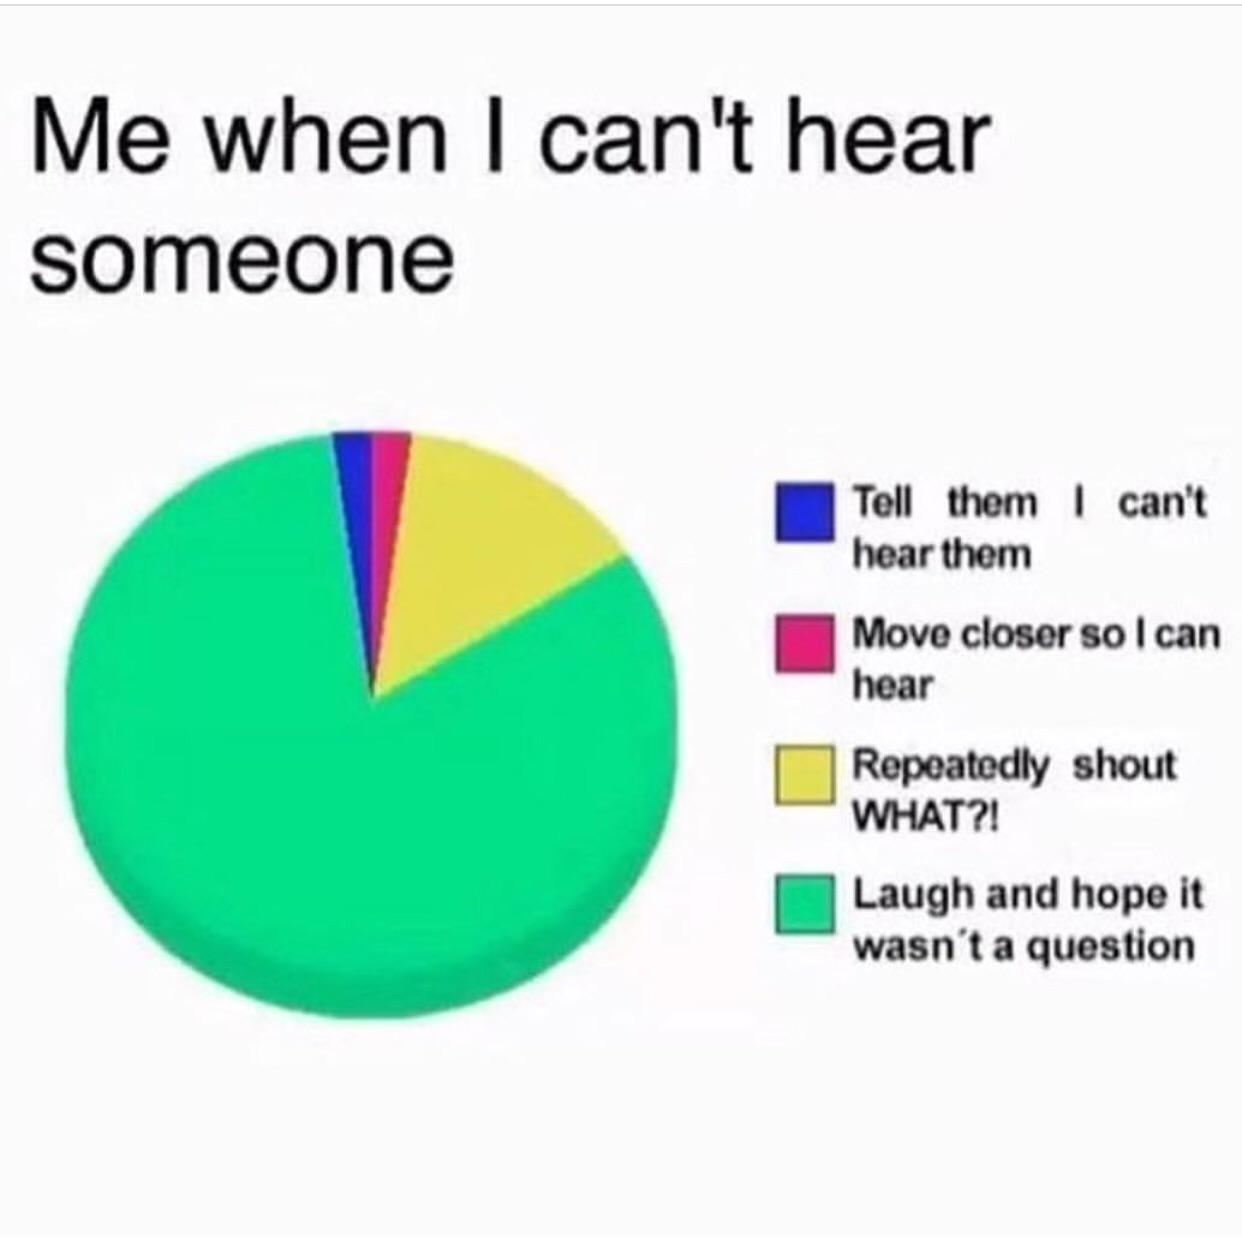 Me when I can't hear
someone
Tell them I can't
hear them
Move closer so I can
hear
Repeatedly shout
WHAT?!
Laugh and hope it
wasn´t a question